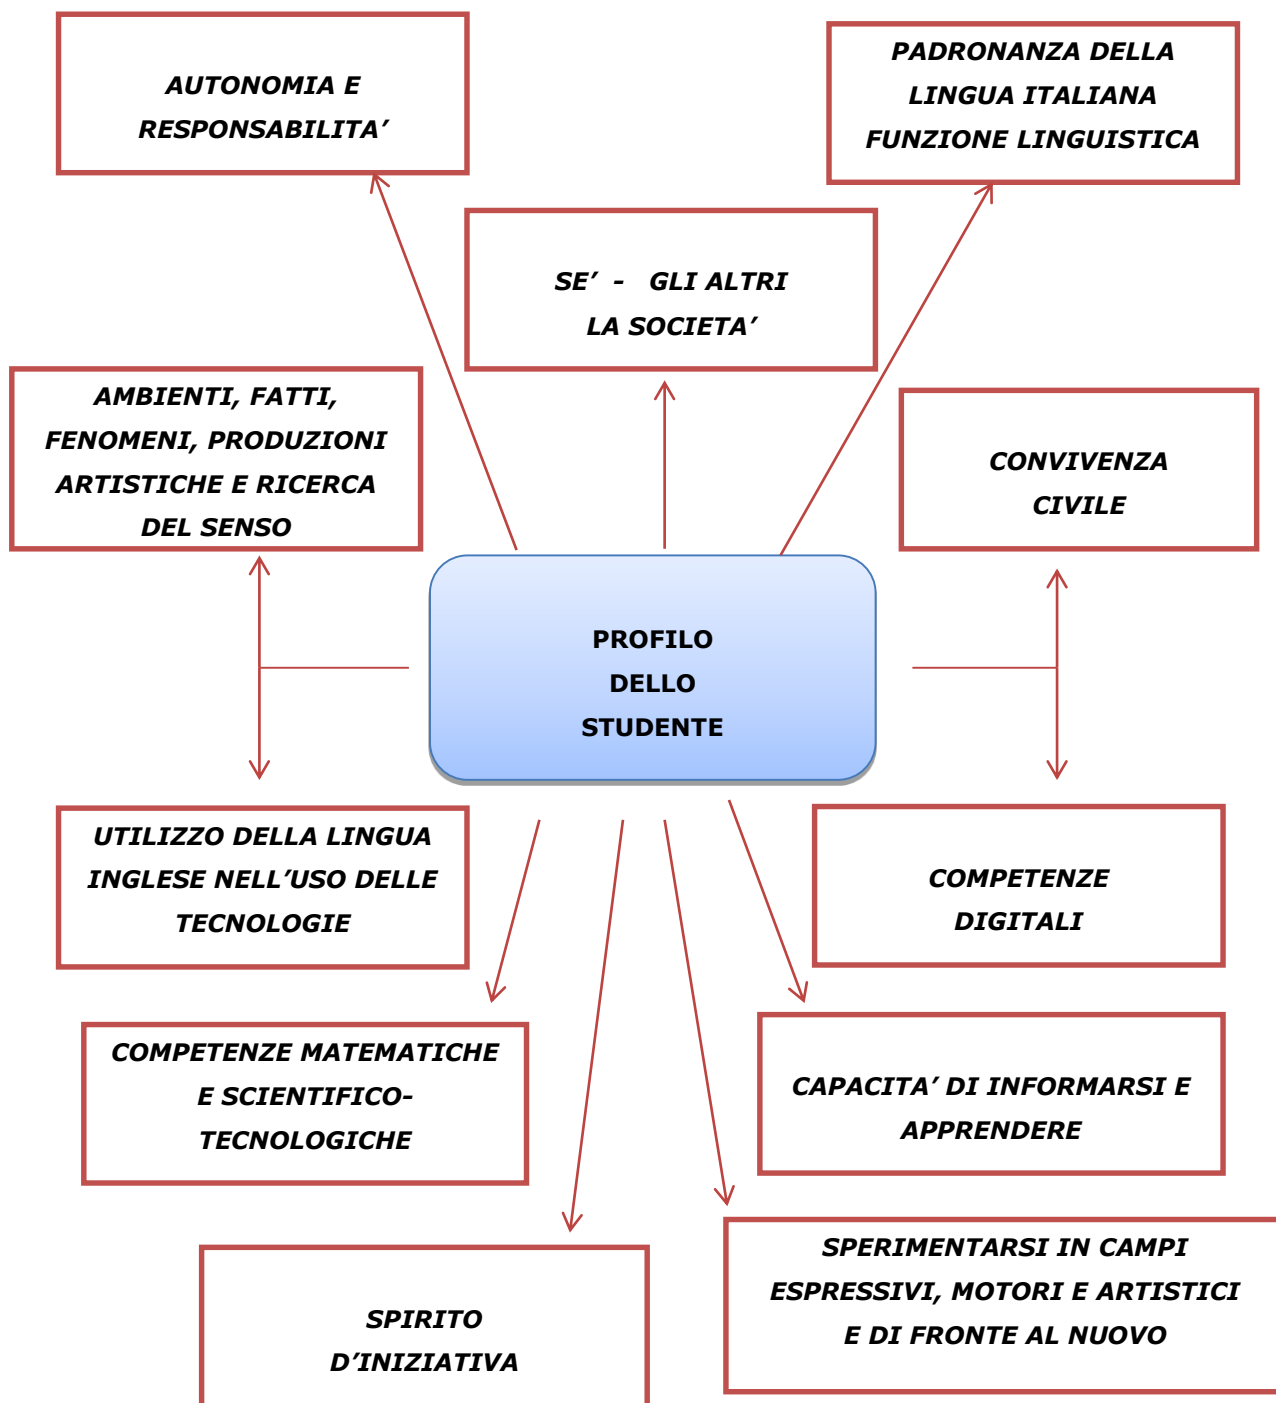 AUTONOMIA E
RESPONSABILITA’
PADRONANZA DELLA
LINGUA ITALIANA
FUNZIONE LINGUISTICA
SE’ - GLI ALTRI
LA SOCIETA’
AMBIENTI, FATTI,
FENOMENI, PRODUZIONI
ARTISTICHE E RICERCA
DEL SENSO
CONVIVENZA
CIVILE
PROFILO
DELLO
STUDENTE
UTILIZZO DELLA LINGUA
INGLESE NELL’USO DELLE
TECNOLOGIE
COMPETENZE
DIGITALI
COMPETENZE MATEMATICHE
E SCIENTIFICO-
TECNOLOGICHE
CAPACITA’ DI INFORMARSI E
APPRENDERE
SPERIMENTARSI IN CAMPI
ESPRESSIVI, MOTORI E ARTISTICI
E DI FRONTE AL NUOVO
SPIRITO
D’INIZIATIVA